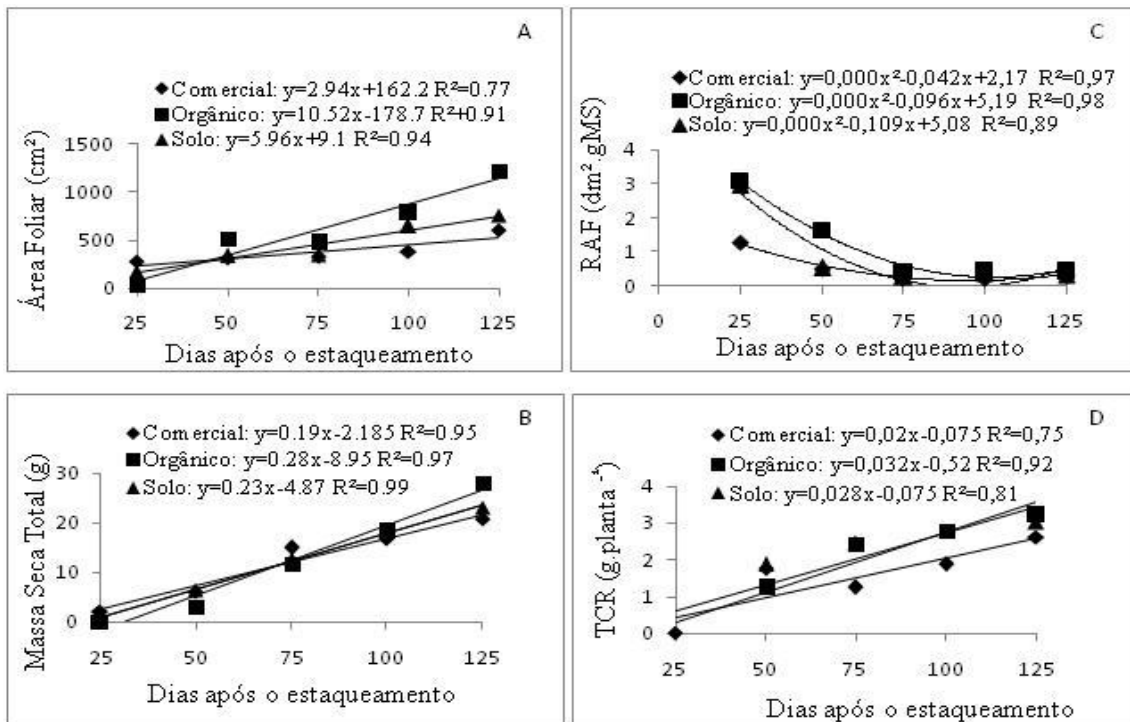 A
Comercial: y=2.94x+162.2 R²=0.77
Orgânico: y=10.52x-178.7 R²+0.91
Solo: y=5.96x+9.1 R²=0.94
Área Foliar (cm²)
1500
1000
500
0
25 50 75 100 125
Dias após o estaqueamento
C
Comercial: y=0,000x²-0,042x+2,17 R²=0,97
Orgânico: y=0,000x²-0,096x+5,19 R²=0,98
Solo: y=0,000x²-0,109x+5,08 R²=0,89
RAF (dm².gMS)
4
3
2
1
0
0 25 50 75 100 125
Dias após o estaqueamento
B
Comercial: y=0.19x-2.185 R²=0.95
Orgânico: y=0.28x-8.95 R²=0.97
Solo: y=0.23x-4.87 R²=0.99
Massa Seca Total (g)
30
20
10
0
25 50 75 100 125
Dias após o estaqueamento
D
Comercial: y=0,02x-0,075 R²=0,75
Orgânico: y=0,032x-0,52 R²=0,92
Solo: y=0,028x-0,075 R²=0,81
TCR (g.planta⁻¹)
4
3
2
1
0
25 50 75 100 125
Dias após o estaqueamento